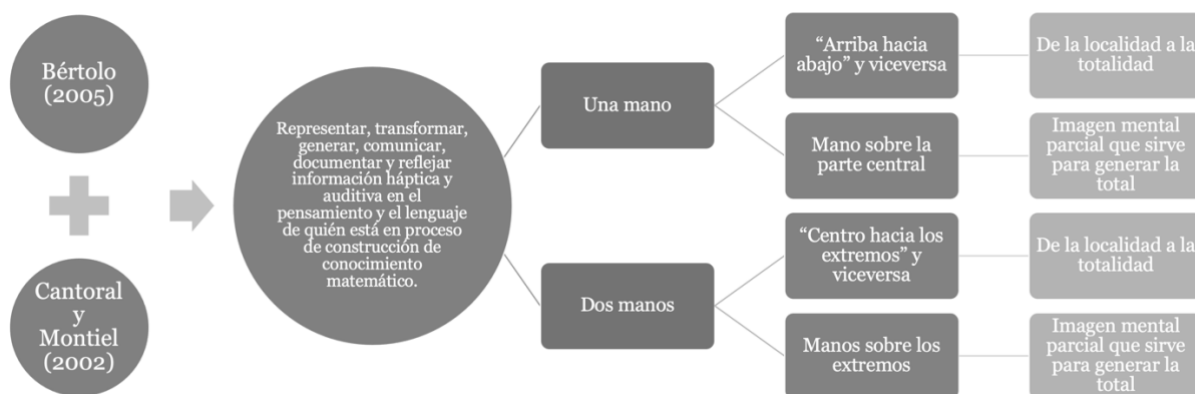 Bértolo
(2005)
Cantoral
y
Montiel
(2002)
Representar, transformar,
generar, comunicar,
documentar y reflejar
información háptica y
auditiva en el
pensamiento y el lenguaje
de quién está en proceso
de construcción de
conocimiento
matemático.
Una mano
“Arriba hacia
abajo” y viceversa
De la localidad a la
totalidad
Mano sobre la
parte central
Imagen mental
parcial que sirve
para generar la
total
Dos manos
“Centro hacia los
extremos” y
viceversa
De la localidad a la
totalidad
Manos sobre los
extremos
Imagen mental
parcial que sirve
para generar la
total